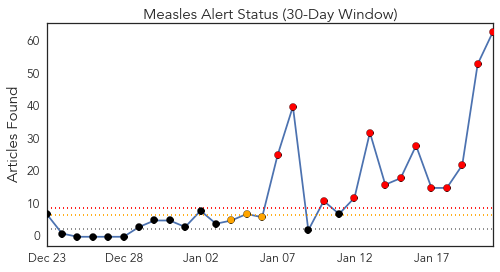 Measles Alert Status (30-Day Window)
Articles Found
60
50
40
30
20
10
0
Dec 23
Dec 28
Jan 02
Jan 07
Jan 12
Jan 17